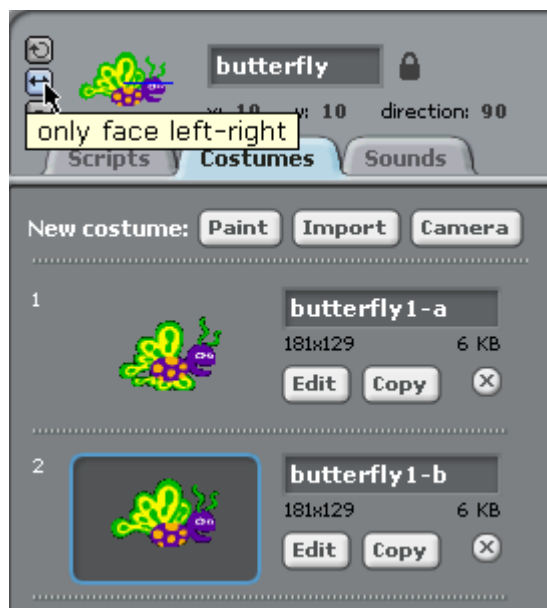 butterfly
x: 10 y: 10 direction: 90
only face left-right
Scripts Costumes Sounds
New costume: Paint Import Camera
1
butterfly1-a
181x129 6 KB
Edit Copy
2
butterfly1-b
181x129 6 KB
Edit Copy